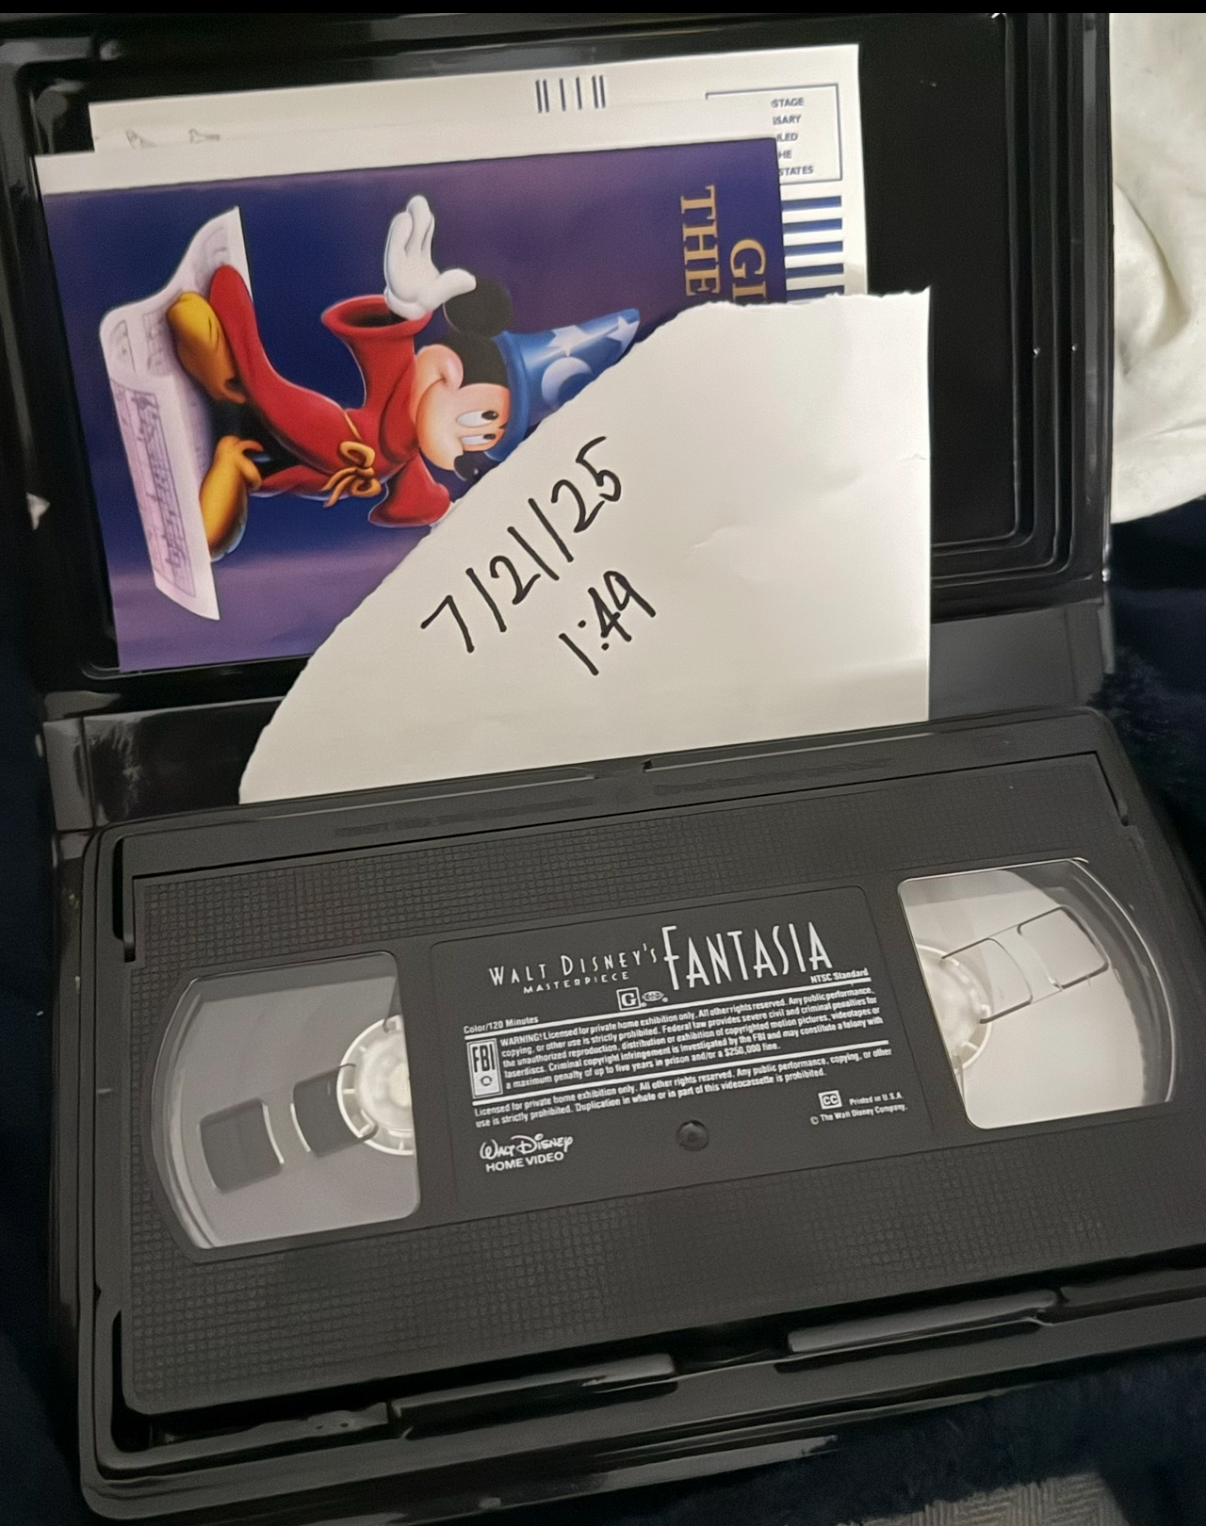 STAGE
SARY
LED
HE
STATES
THE
7/21/25
1:49
WALT DISNEY'S FANTASIA
MASTERPIECE
G
Color/120 Minutes
NTSC Standard
FBI
WARNING! Licensed for private home exhibition only. All other rights reserved. Any public performance,
copying, or other use is strictly prohibited. Federal law provides severe civil and criminal penalties for
the unauthorized reproduction, distribution or exhibition of copyrighted motion pictures, videotapes or
laserdiscs. Criminal copyright infringement is investigated by the FBI and may constitute a felony with
a maximum penalty of up to five years in prison and/or a $250,000 fine.
Licensed for private home exhibition only. All other rights reserved. Any public performance, copying, or other
use is strictly prohibited. Duplication in whole or in part of this videocassette is prohibited.
CC Printed in U.S.A.
© The Walt Disney Company.
WALT DISNEY
HOME VIDEO